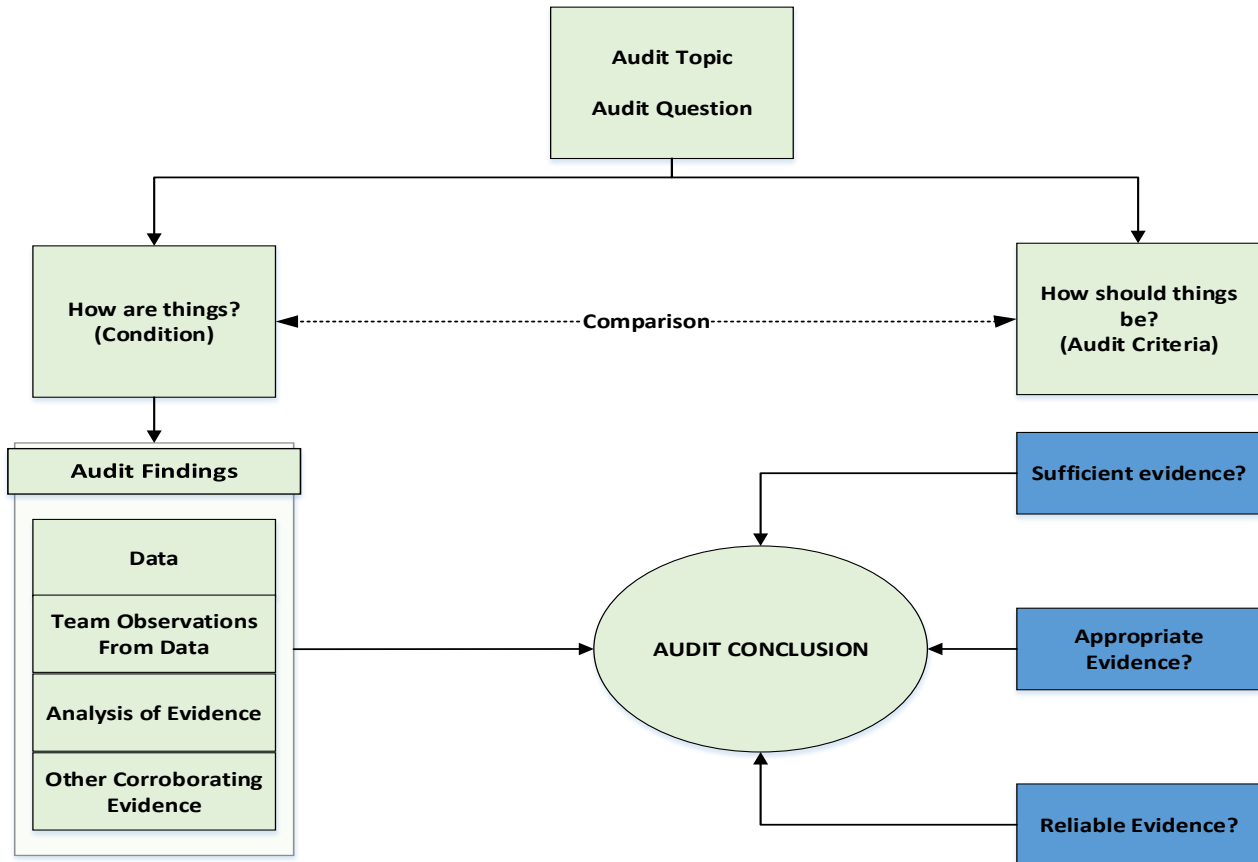 Audit Topic
Audit Question
How are things?
(Condition)
Comparison
How should things
be?
(Audit Criteria)
Audit Findings
Data
Team Observations
From Data
Analysis of Evidence
Other Corroborating
Evidence
AUDIT CONCLUSION
Sufficient evidence?
Appropriate
Evidence?
Reliable Evidence?